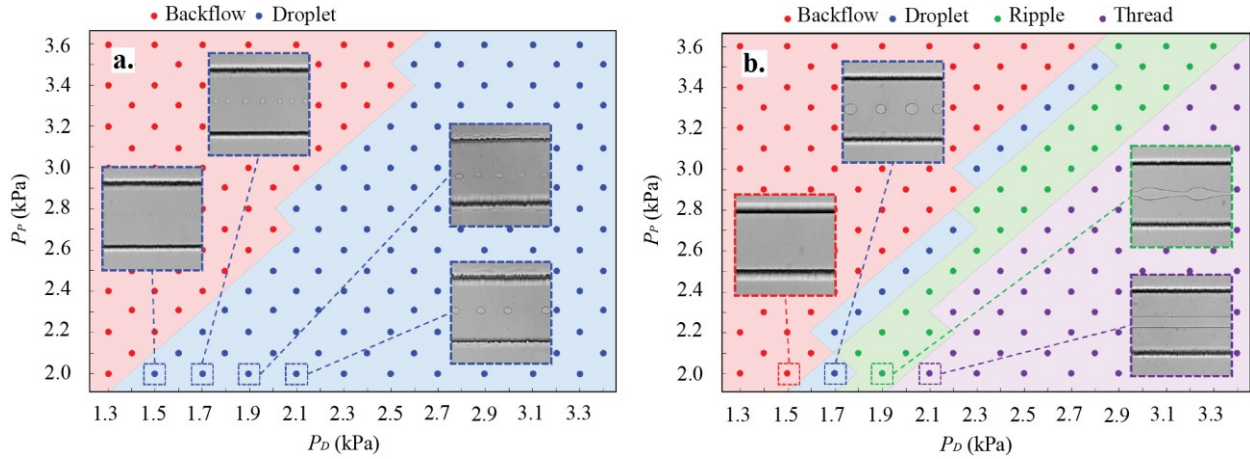 Backflow Droplet
a.
3.6
3.4
3.2
3.0
2.8
2.6
2.4
2.2
2.0
P_P (kPa)
1.3 1.5 1.7 1.9 2.1 2.3 2.5 2.7 2.9 3.1 3.3
P_D (kPa)
Backflow Droplet Ripple Thread
b.
3.6
3.4
3.2
3.0
2.8
2.6
2.4
2.2
2.0
P_P (kPa)
1.3 1.5 1.7 1.9 2.1 2.3 2.5 2.7 2.9 3.1 3.3
P_D (kPa)